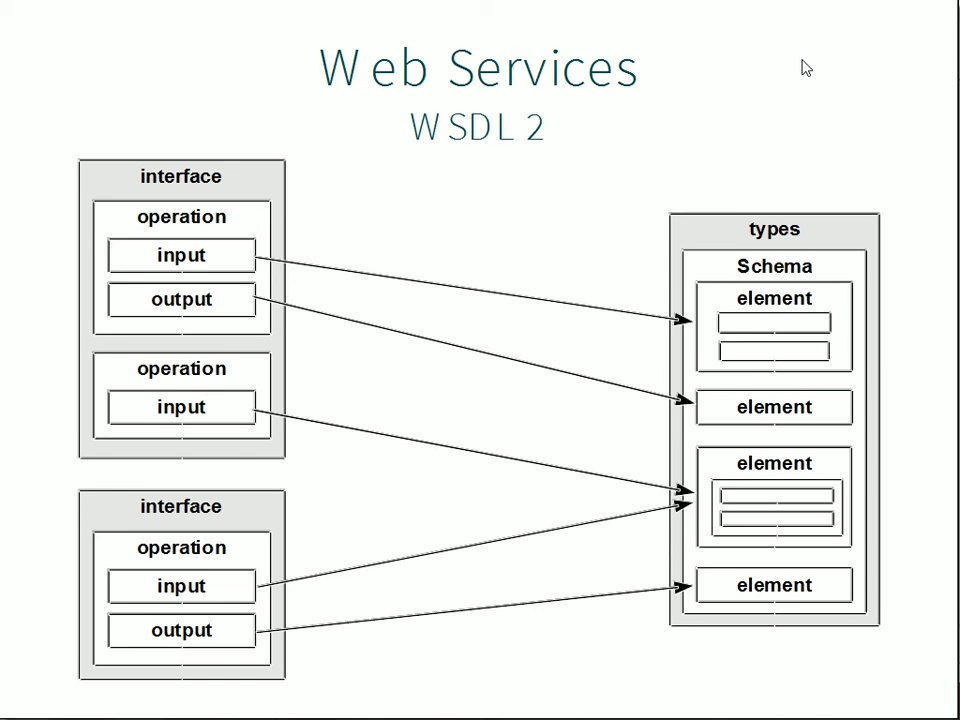 Web Services
WSDL 2
interface
operation
input
output
operation
input
interface
operation
input
output
types
Schema
element
element
element
element